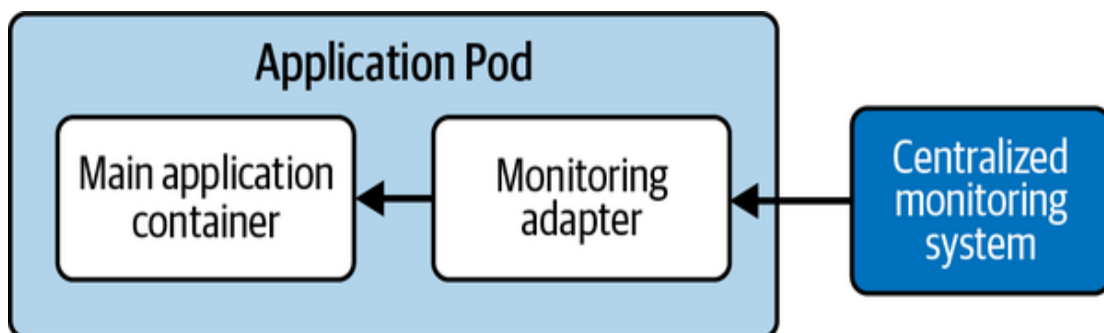 Application Pod
Main application
container
Monitoring
adapter
Centralized
monitoring
system